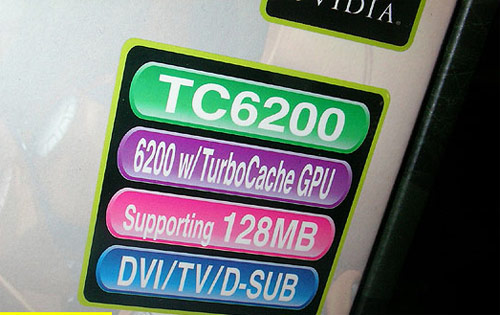 NVIDIA.
TC6200
6200 w/TurboCache GPU
Supporting 128MB
DVI/TV/D-SUB